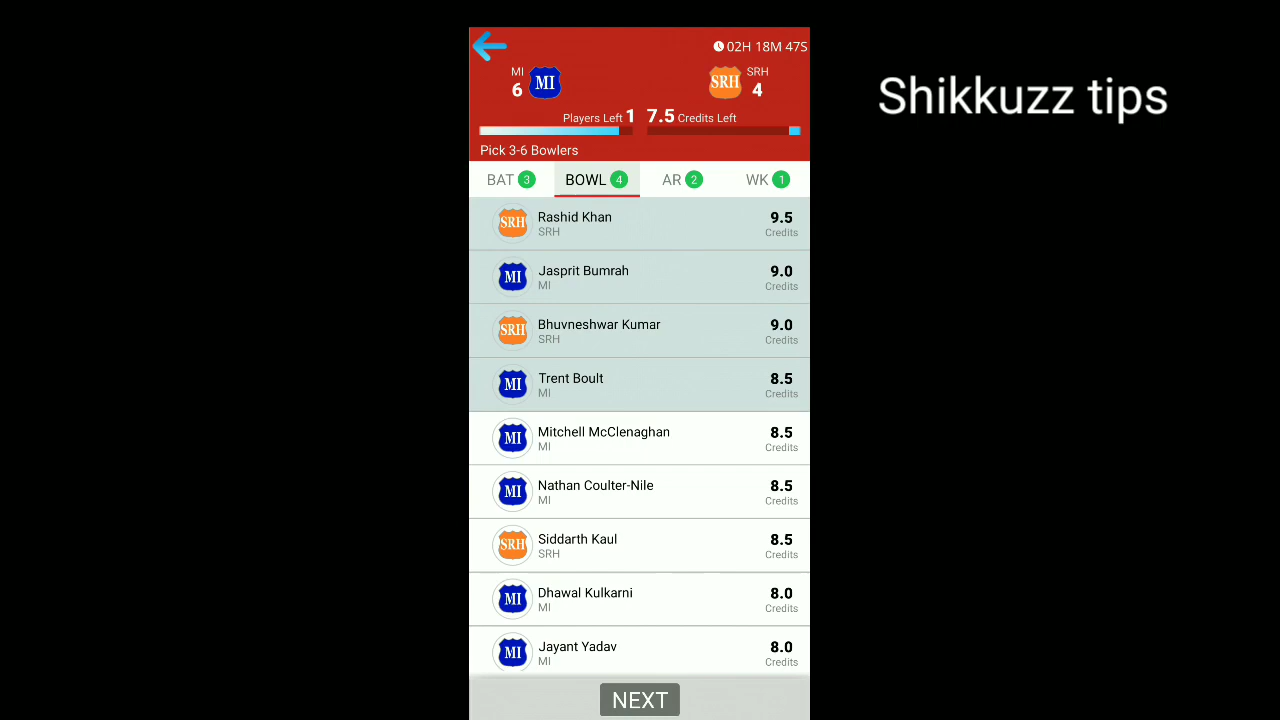 02H 18M 47S
MI
6
MI
SRH
SRH
4
Players Left 1
7.5 Credits Left
Pick 3-6 Bowlers
BAT 3
BOWL 4
AR 2
WK 1
SRH
Rashid Khan
SRH
9.5
Credits
MI
Jasprit Bumrah
MI
9.0
Credits
SRH
Bhuvneshwar Kumar
SRH
9.0
Credits
MI
Trent Boult
MI
8.5
Credits
MI
Mitchell McClenaghan
MI
8.5
Credits
MI
Nathan Coulter-Nile
MI
8.5
Credits
SRH
Siddarth Kaul
SRH
8.5
Credits
MI
Dhawal Kulkarni
MI
8.0
Credits
MI
Jayant Yadav
MI
8.0
Credits
NEXT
Shikkuzz tips